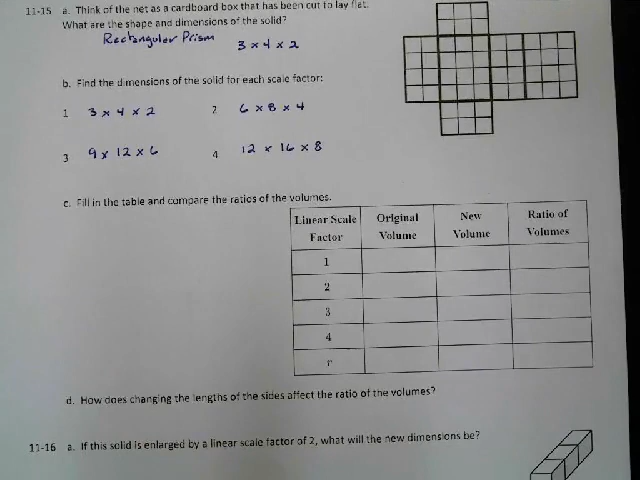 11-15 a. Think of the net as a cardboard box that has been cut to lay flat.
What are the shape and dimensions of the solid?
Rectangular Prism 3 x 4 x 2
b. Find the dimensions of the solid for each scale factor:
1 3 x 4 x 2 2 6 x 8 x 4
3 9 x 12 x 6 4 12 x 16 x 8
c. Fill in the table and compare the ratios of the volumes.
Linear Scale Factor Original Volume New Volume Ratio of Volumes
1
2
3
4
r
d. How does changing the lengths of the sides affect the ratio of the volumes?
11-16 a. If this solid is enlarged by a linear scale factor of 2, what will the new dimensions be?